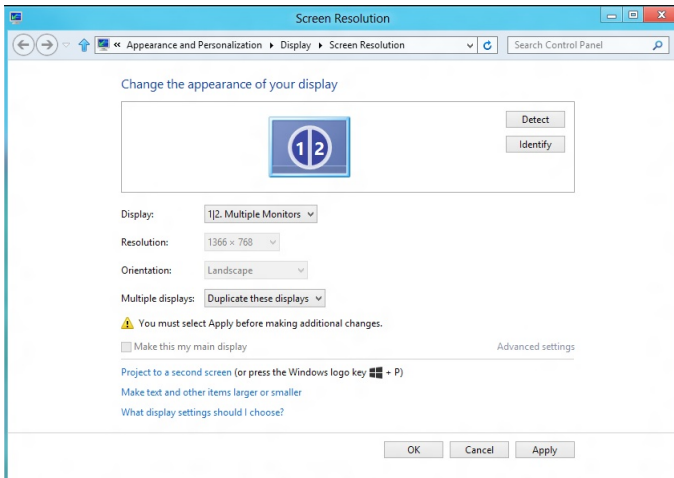 Screen Resolution
« Appearance and Personalization ▸ Display ▸ Screen Resolution
Search Control Panel
Change the appearance of your display
1|2
Detect
Identify
Display: 1|2. Multiple Monitors
Resolution: 1366 × 768
Orientation: Landscape
Multiple displays: Duplicate these displays
You must select Apply before making additional changes.
Make this my main display Advanced settings
Project to a second screen (or press the Windows logo key + P)
Make text and other items larger or smaller
What display settings should I choose?
OK Cancel Apply